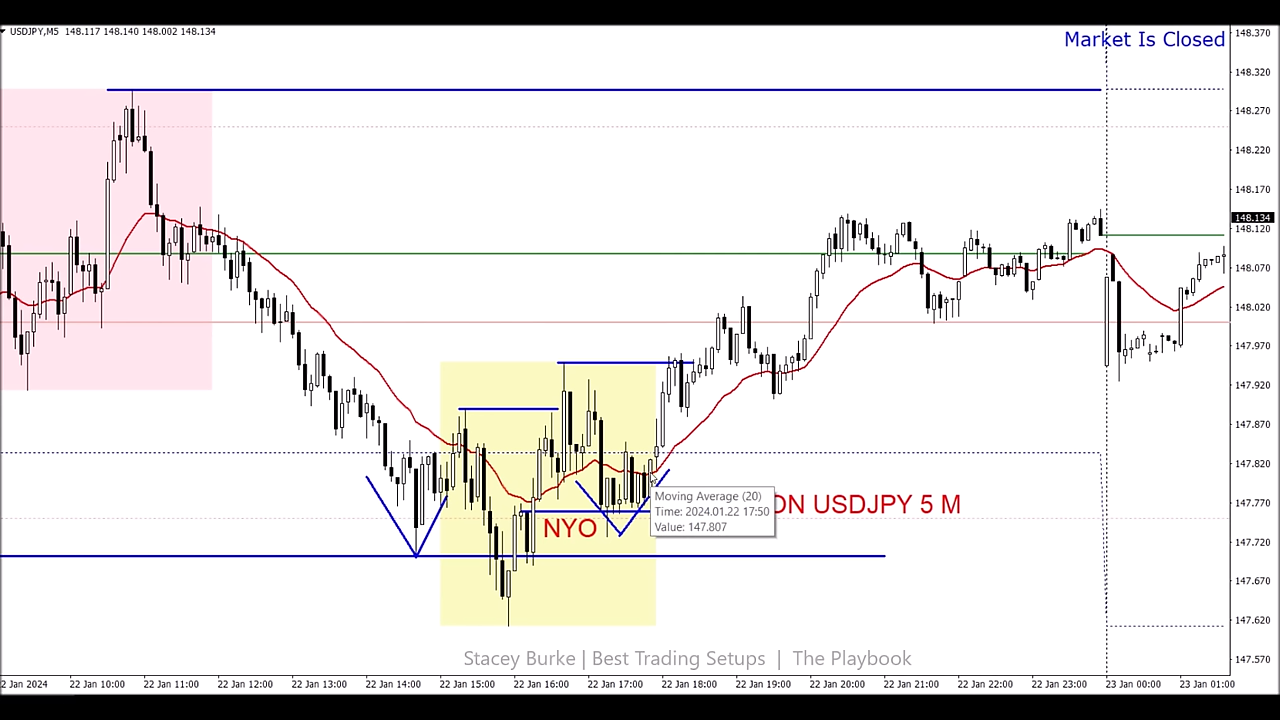 USDJPY,M5 148.117 148.140 148.002 148.134
Market Is Closed
148.370
148.320
148.270
148.220
148.170
148.134
148.120
148.070
148.020
147.970
147.920
147.870
147.820
147.770
147.720
147.670
147.620
147.570
Moving Average (20)
Time: 2024.01.22 17:50
Value: 147.807
ON USDJPY 5 M
NYO
Stacey Burke | Best Trading Setups | The Playbook
2 Jan 2024
22 Jan 10:00
22 Jan 11:00
22 Jan 12:00
22 Jan 13:00
22 Jan 14:00
22 Jan 15:00
22 Jan 16:00
22 Jan 17:00
22 Jan 18:00
22 Jan 19:00
22 Jan 20:00
22 Jan 21:00
22 Jan 22:00
22 Jan 23:00
23 Jan 00:00
23 Jan 01:00